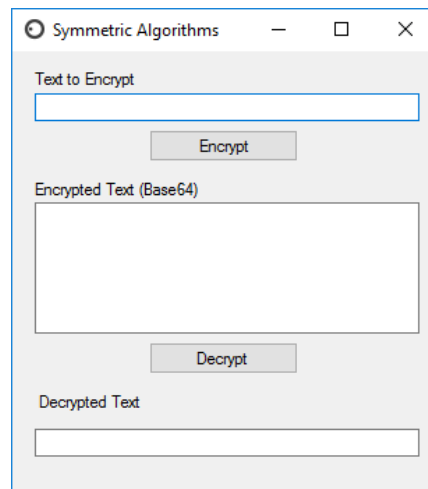 Symmetric Algorithms
Text to Encrypt
Encrypt
Encrypted Text (Base64)
Decrypt
Decrypted Text